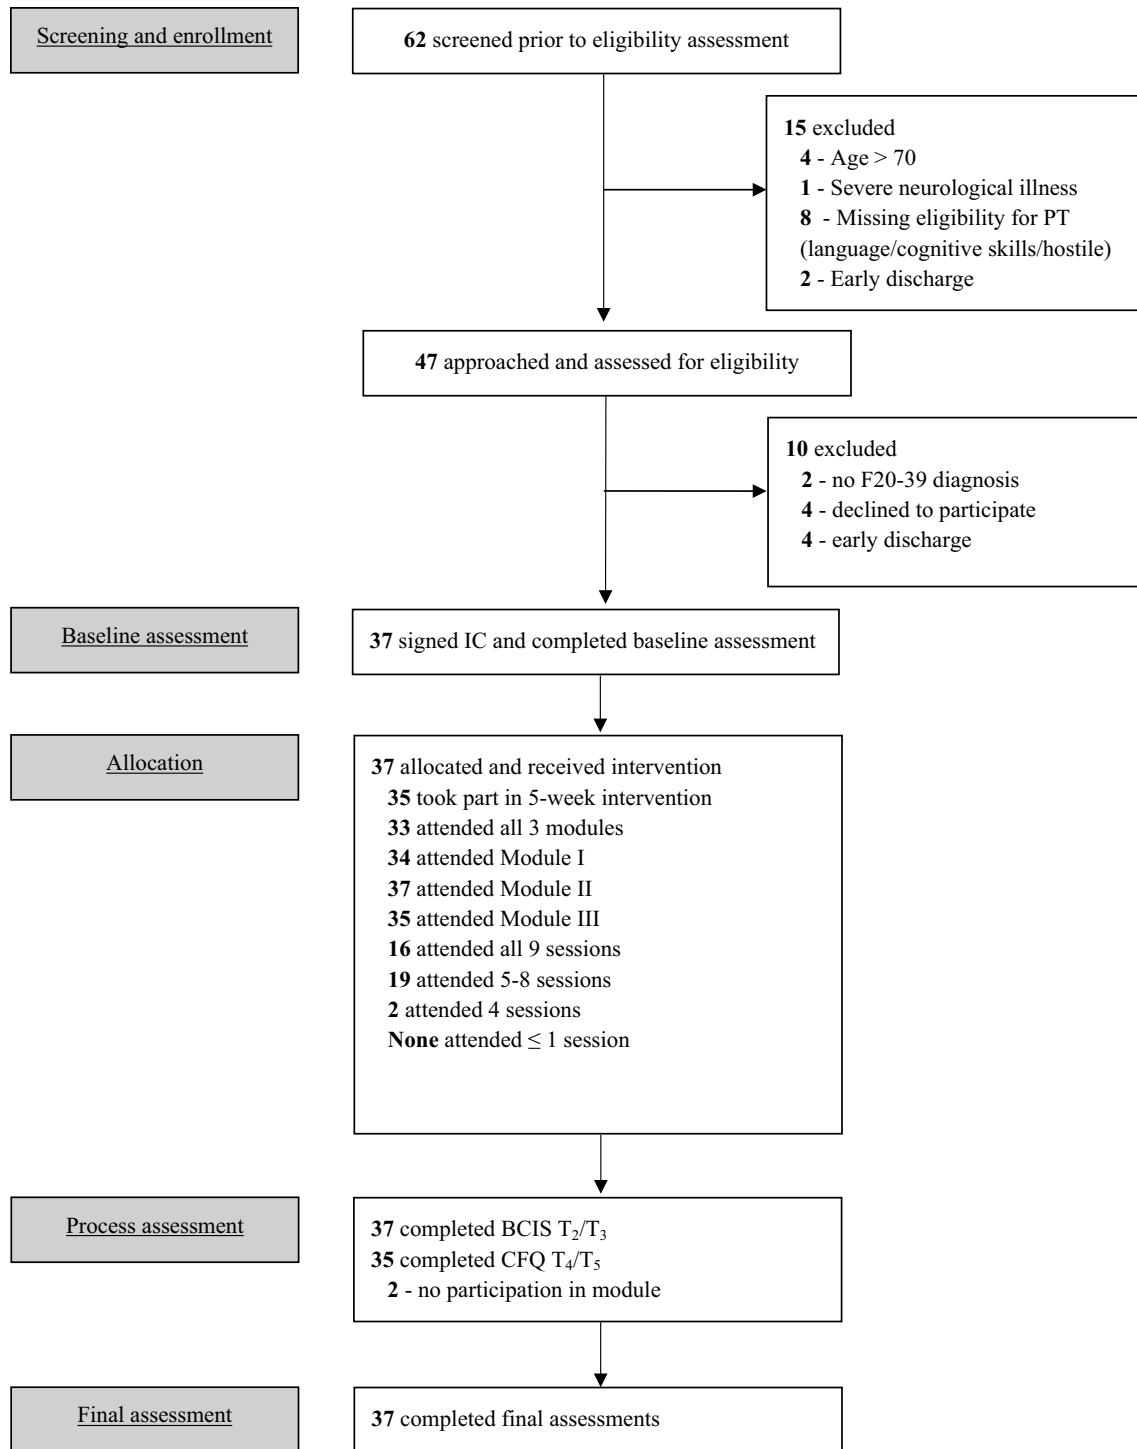 Screening and enrollment
62 screened prior to eligibility assessment
15 excluded
4 - Age > 70
1 - Severe neurological illness
8 - Missing eligibility for PT
(language/cognitive skills/hostile)
2 - Early discharge
47 approached and assessed for eligibility
10 excluded
2 - no F20-39 diagnosis
4 - declined to participate
4 - early discharge
Baseline assessment
37 signed IC and completed baseline assessment
Allocation
37 allocated and received intervention
35 took part in 5-week intervention
33 attended all 3 modules
34 attended Module I
37 attended Module II
35 attended Module III
16 attended all 9 sessions
19 attended 5-8 sessions
2 attended 4 sessions
None attended ≤ 1 session
Process assessment
37 completed BCIS T₂/T₃
35 completed CFQ T₄/T₅
2 - no participation in module
Final assessment
37 completed final assessments